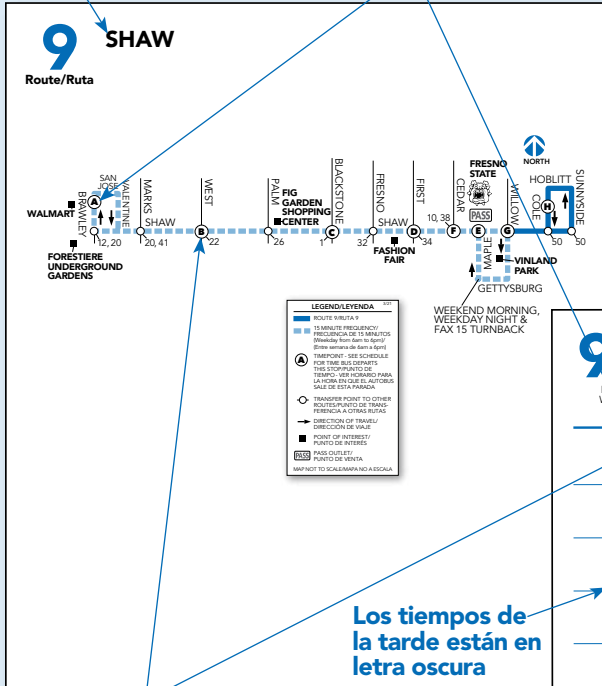 9
Route/Ruta
SHAW
NORTH
FRESNO
STATE
PASS
HOBLITT
SUNNYSIDE
COLE
H
WILLOW
CEDAR
FIRST
FRESNO
BLACKSTONE
PALM
FIG
GARDEN
SHOPPING
CENTER
WEST
MARKS
VALENTINE
SAN
JOSE
BRAWLEY
WALMART
A
SHAW
SHAW
10, 38
B
C
D
F
E
G
MAPLE
12, 20
20, 41
22
26
1
32
34
50
50
FORESTIERE
UNDERGROUND
GARDENS
FASHION
FAIR
VINLAND
PARK
GETTYSBURG
WEEKEND MORNING,
WEEKDAY NIGHT &
FAX 15 TURNBACK
LEGEND/LEYENDA
3/21
ROUTE 9/RUTA 9
15 MINUTE FREQUENCY/
FRECUENCIA DE 15 MINUTOS
(Weekday from 6am to 6pm)/
(Entre semana de 6am a 6pm)
A
TIMEPOINT - SEE SCHEDULE
FOR TIME BUS DEPARTS
THIS STOP/PUNTO DE
TIEMPO - VER HORARIO PARA
LA HORA EN QUE EL AUTOBUS
SALE DE ESTA PARADA
TRANSFER POINT TO OTHER
ROUTES/PUNTO DE TRANS-
FERENCIA A OTRAS RUTAS
DIRECTION OF TRAVEL/
DIRECCIÓN DE VIAJE
POINT OF INTEREST/
PUNTO DE INTERÉS
PASS
PASS OUTLET/
PUNTO DE VENTA
MAP NOT TO SCALE/MAPA NO A ESCALA
9
Los tiempos de
la tarde están en
letra oscura